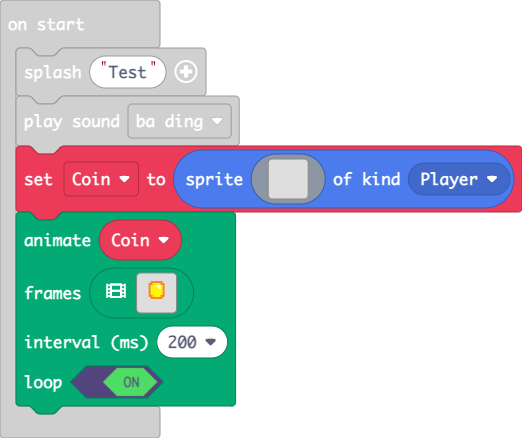 on start
splash "Test"
play sound ba ding
set Coin to sprite of kind Player
animate Coin
frames
interval (ms) 200
loop ON